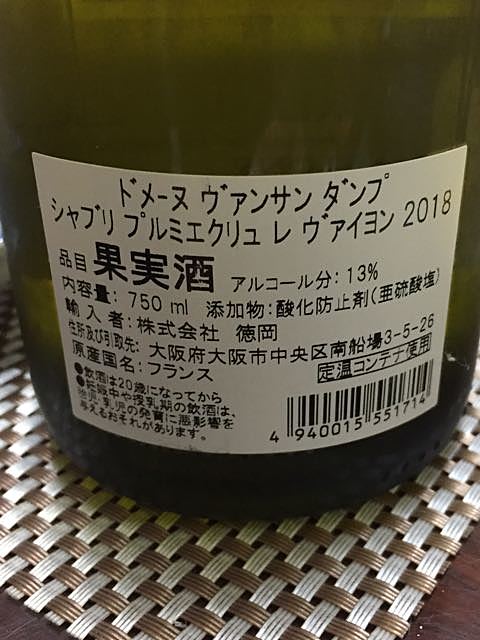 ドメーヌ ヴァンサン ダンプ
シャブリ プルミエクリュ レ ヴァイヨン 2018
品目 果実酒 アルコール分:13%
内容量: 750 ml 添加物:酸化防止剤(亜硫酸塩)
輸入者:株式会社 徳岡
住所及び引取先: 大阪府大阪市中央区南船場3-5-26
原産国名:フランス 定温コンテナ使用
●飲酒は20歳になってから
●妊娠中や授乳期の飲酒は、
胎児・乳児の発育に悪影響を
与えるおそれがあります。
4 940015 551714